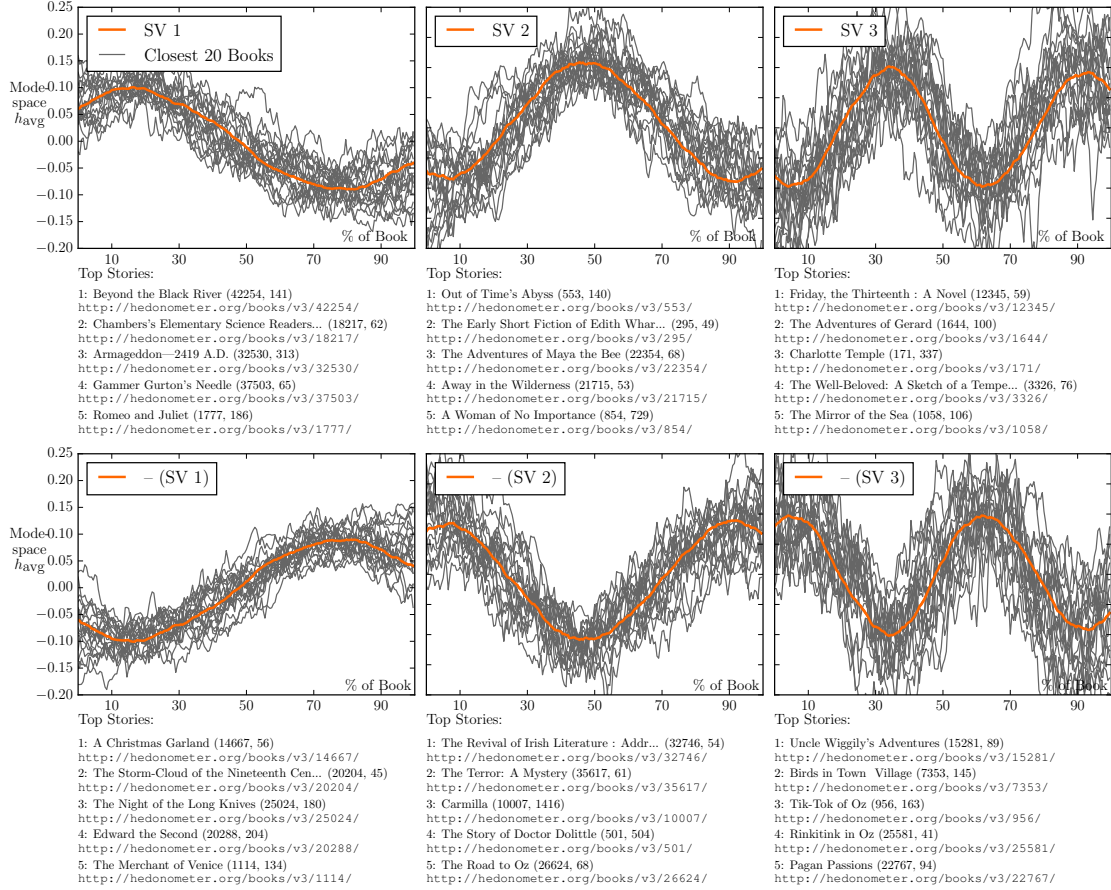 SV 1
Closest 20 Books
SV 2
SV 3
0.25
0.20
0.15
0.10
0.05
0.00
−0.05
−0.10
−0.15
−0.20
Mode
space
havg
% of Book
% of Book
% of Book
10 30 50 70 90
10 30 50 70 90
10 30 50 70 90
Top Stories:
1: Beyond the Black River (42254, 141)
http://hedonometer.org/books/v3/42254/
2: Chambers's Elementary Science Readers... (18217, 62)
http://hedonometer.org/books/v3/18217/
3: Armageddon—2419 A.D. (32530, 313)
http://hedonometer.org/books/v3/32530/
4: Gammer Gurton's Needle (37503, 65)
http://hedonometer.org/books/v3/37503/
5: Romeo and Juliet (1777, 186)
http://hedonometer.org/books/v3/1777/
Top Stories:
1: Out of Time's Abyss (553, 140)
http://hedonometer.org/books/v3/553/
2: The Early Short Fiction of Edith Whar... (295, 49)
http://hedonometer.org/books/v3/295/
3: The Adventures of Maya the Bee (22354, 68)
http://hedonometer.org/books/v3/22354/
4: Away in the Wilderness (21715, 53)
http://hedonometer.org/books/v3/21715/
5: A Woman of No Importance (854, 729)
http://hedonometer.org/books/v3/854/
Top Stories:
1: Friday, the Thirteenth : A Novel (12345, 59)
http://hedonometer.org/books/v3/12345/
2: The Adventures of Gerard (1644, 100)
http://hedonometer.org/books/v3/1644/
3: Charlotte Temple (171, 337)
http://hedonometer.org/books/v3/171/
4: The Well-Beloved: A Sketch of a Tempe... (3326, 76)
http://hedonometer.org/books/v3/3326/
5: The Mirror of the Sea (1058, 106)
http://hedonometer.org/books/v3/1058/
– (SV 1)
– (SV 2)
– (SV 3)
0.25
0.20
0.15
0.10
0.05
0.00
−0.05
−0.10
−0.15
−0.20
Mode
space
havg
% of Book
% of Book
% of Book
10 30 50 70 90
10 30 50 70 90
10 30 50 70 90
Top Stories:
1: A Christmas Garland (14667, 56)
http://hedonometer.org/books/v3/14667/
2: The Storm-Cloud of the Nineteenth Cen... (20204, 45)
http://hedonometer.org/books/v3/20204/
3: The Night of the Long Knives (25024, 180)
http://hedonometer.org/books/v3/25024/
4: Edward the Second (20288, 204)
http://hedonometer.org/books/v3/20288/
5: The Merchant of Venice (1114, 134)
http://hedonometer.org/books/v3/1114/
Top Stories:
1: The Revival of Irish Literature : Addr... (32746, 54)
http://hedonometer.org/books/v3/32746/
2: The Terror: A Mystery (35617, 61)
http://hedonometer.org/books/v3/35617/
3: Carmilla (10007, 1416)
http://hedonometer.org/books/v3/10007/
4: The Story of Doctor Dolittle (501, 504)
http://hedonometer.org/books/v3/501/
5: The Road to Oz (26624, 68)
http://hedonometer.org/books/v3/26624/
Top Stories:
1: Uncle Wiggily's Adventures (15281, 89)
http://hedonometer.org/books/v3/15281/
2: Birds in Town Village (7353, 145)
http://hedonometer.org/books/v3/7353/
3: Tik-Tok of Oz (956, 163)
http://hedonometer.org/books/v3/956/
4: Rinkitink in Oz (25581, 41)
http://hedonometer.org/books/v3/25581/
5: Pagan Passions (22767, 94)
http://hedonometer.org/books/v3/22767/